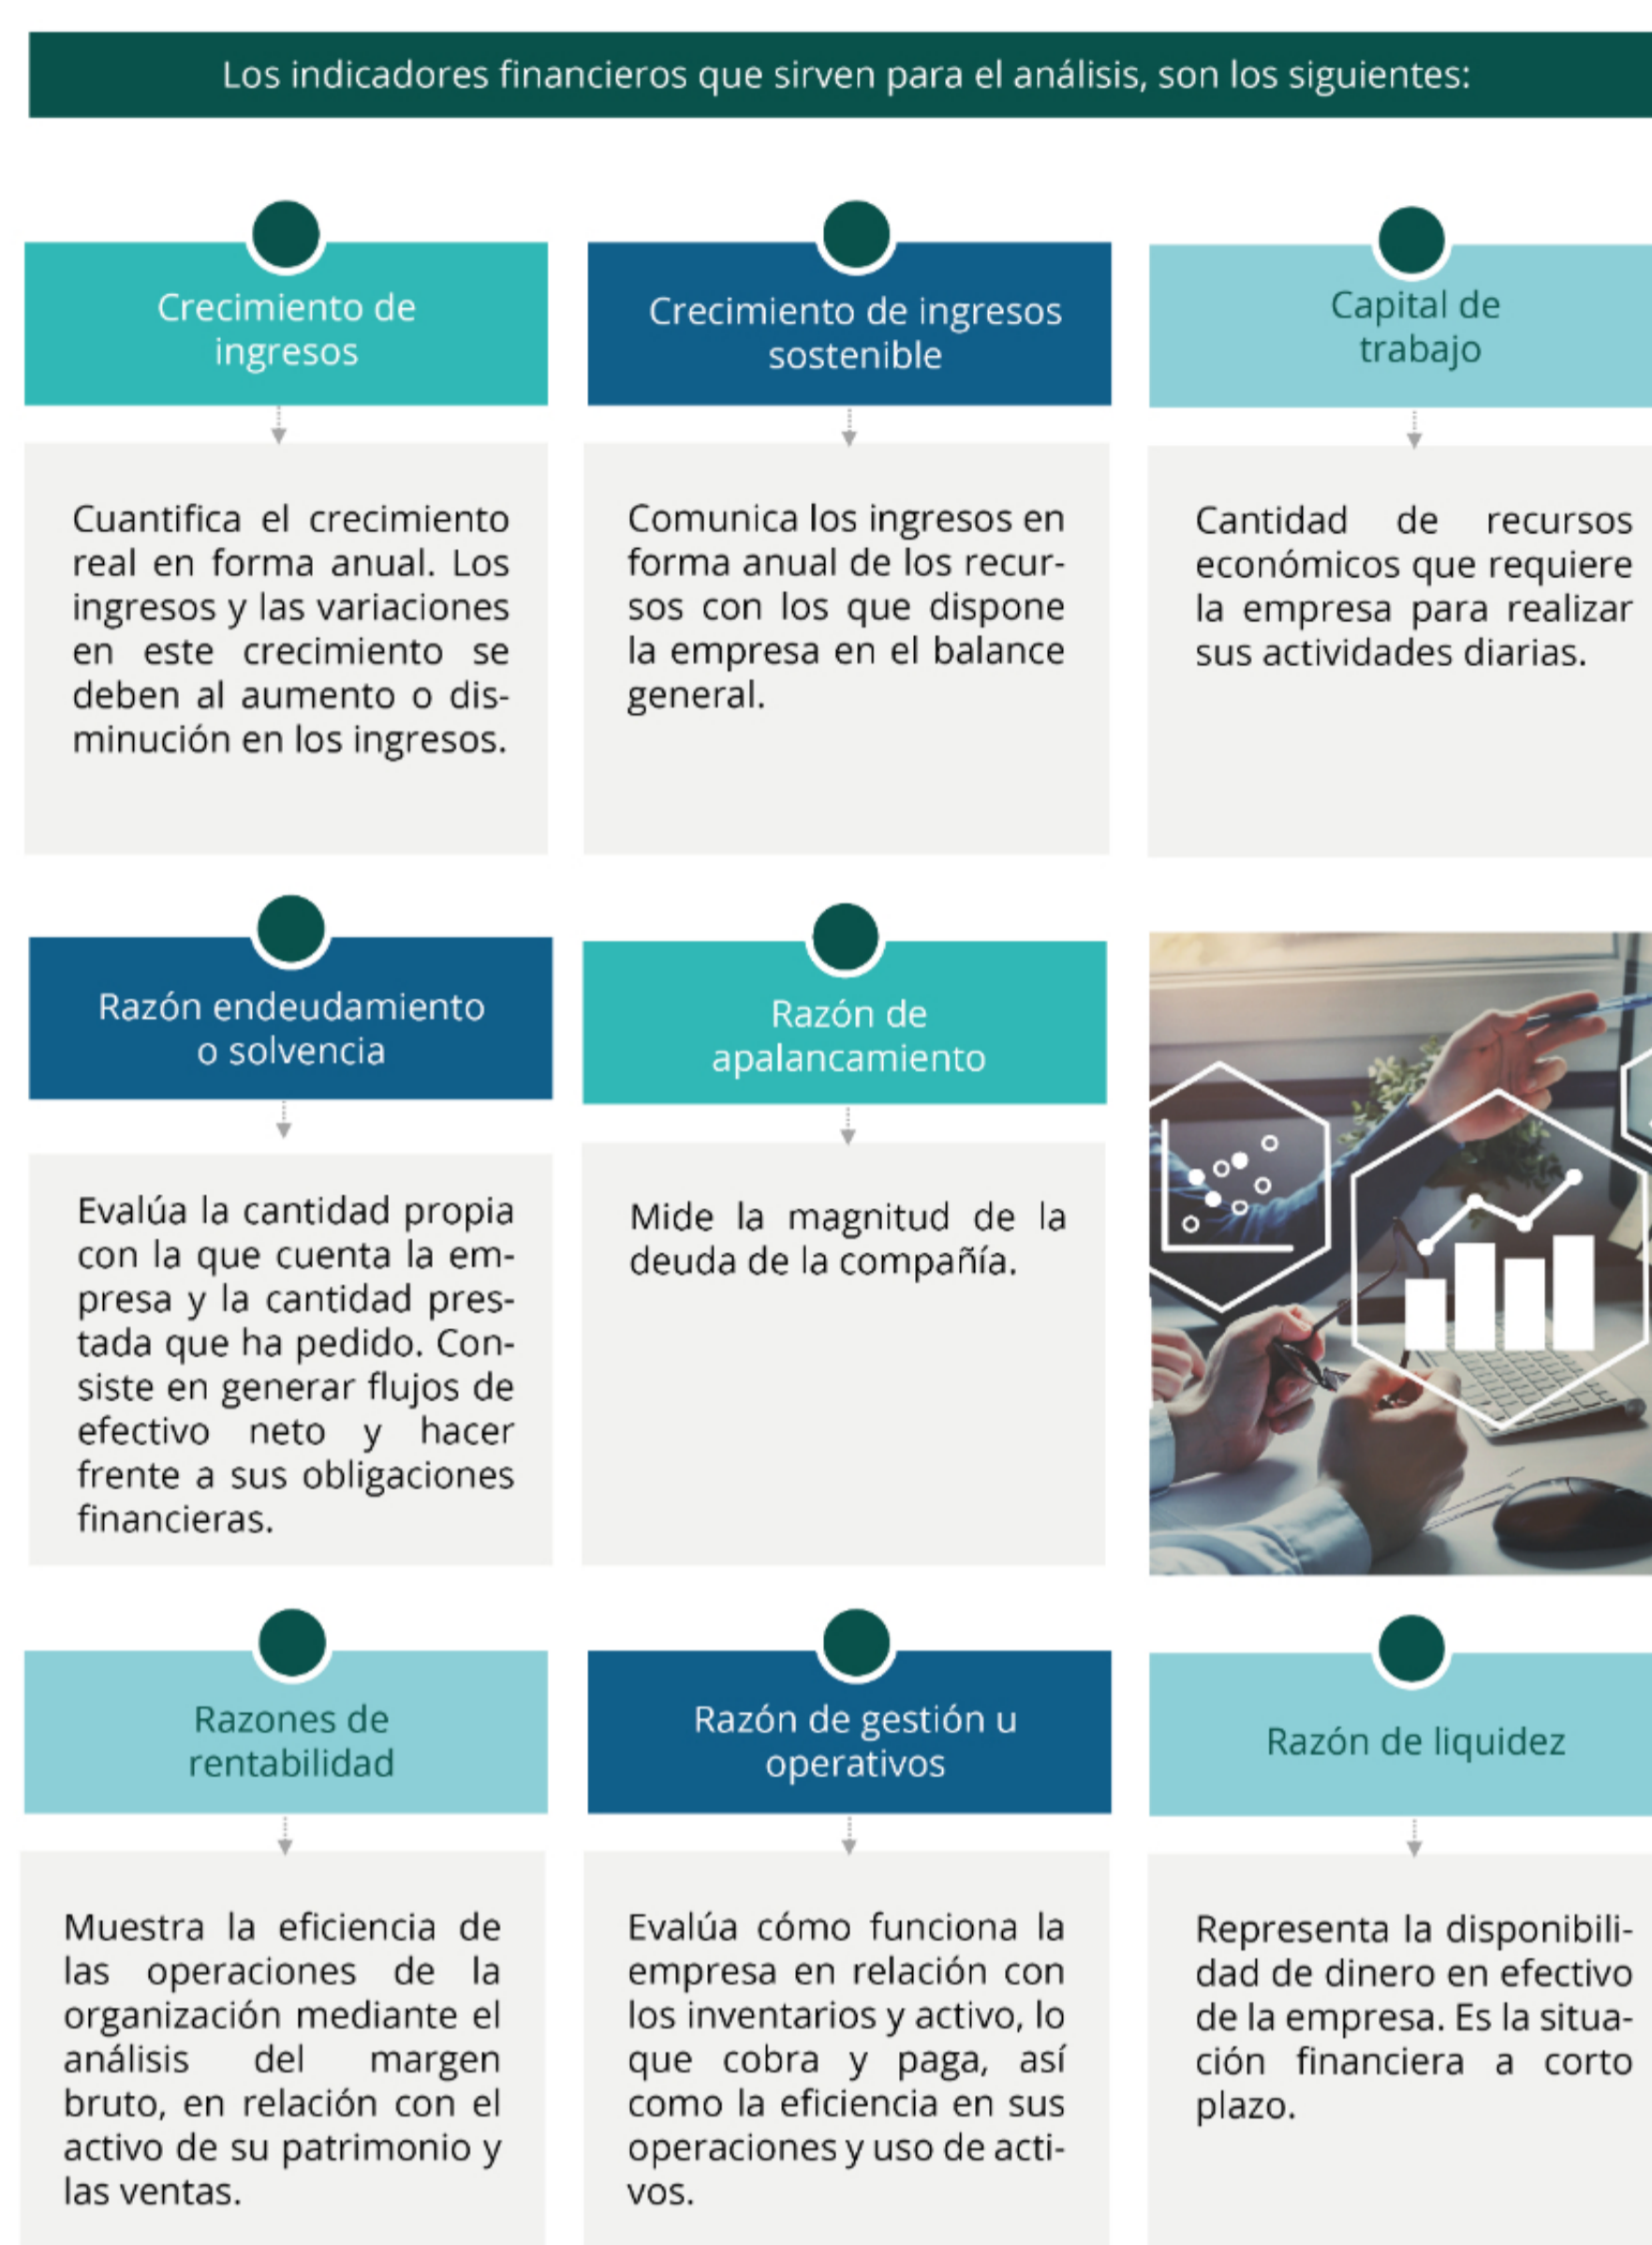 Los indicadores financieros que sirven para el análisis, son los siguientes:
Crecimiento de
ingresos
Cuantifica el crecimiento
real en forma anual. Los
ingresos y las variaciones
en este crecimiento se
deben al aumento o dis-
minución en los ingresos.
Crecimiento de ingresos
sostenible
Comunica los ingresos en
forma anual de los recur-
sos con los que dispone
la empresa en el balance
general.
Capital de
trabajo
Cantidad de recursos
económicos que requiere
la empresa para realizar
sus actividades diarias.
Razón endeudamiento
o solvencia
Evalúa la cantidad propia
con la que cuenta la em-
presa y la cantidad pres-
tada que ha pedido. Con-
siste en generar flujos de
efectivo neto y hacer
frente a sus obligaciones
financieras.
Razón de
apalancamiento
Mide la magnitud de la
deuda de la compañía.
Razones de
rentabilidad
Muestra la eficiencia de
las operaciones de la
organización mediante el
análisis del margen
bruto, en relación con el
activo de su patrimonio y
las ventas.
Razón de gestión u
operativos
Evalúa cómo funciona la
empresa en relación con
los inventarios y activo, lo
que cobra y paga, así
como la eficiencia en sus
operaciones y uso de acti-
vos.
Razón de liquidez
Representa la disponibili-
dad de dinero en efectivo
de la empresa. Es la situa-
ción financiera a corto
plazo.